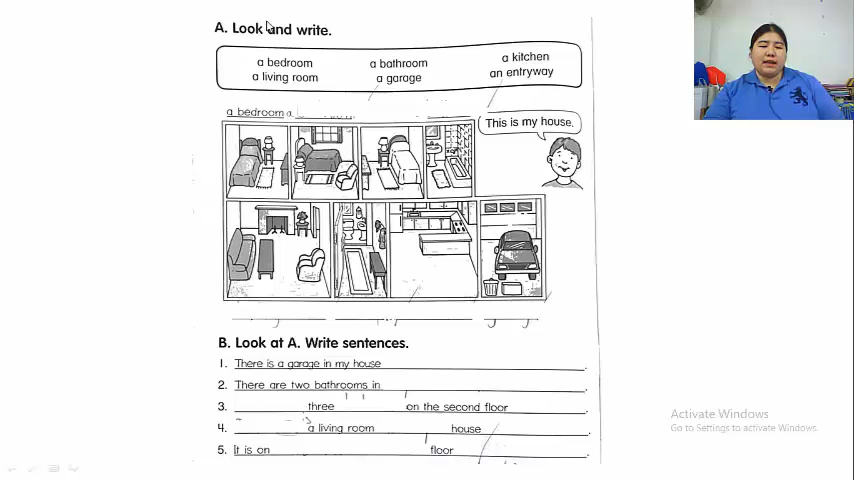 A. Look and write.
a bedroom a bathroom a kitchen
a living room a garage an entryway
a bedroom a
This is my house.
B. Look at A. Write sentences.
1. There is a garage in my house .
2. There are two bathrooms in .
3. three on the second floor
4. a living room house .
5. It is on floor .
Activate Windows
Go to Settings to activate Windows.